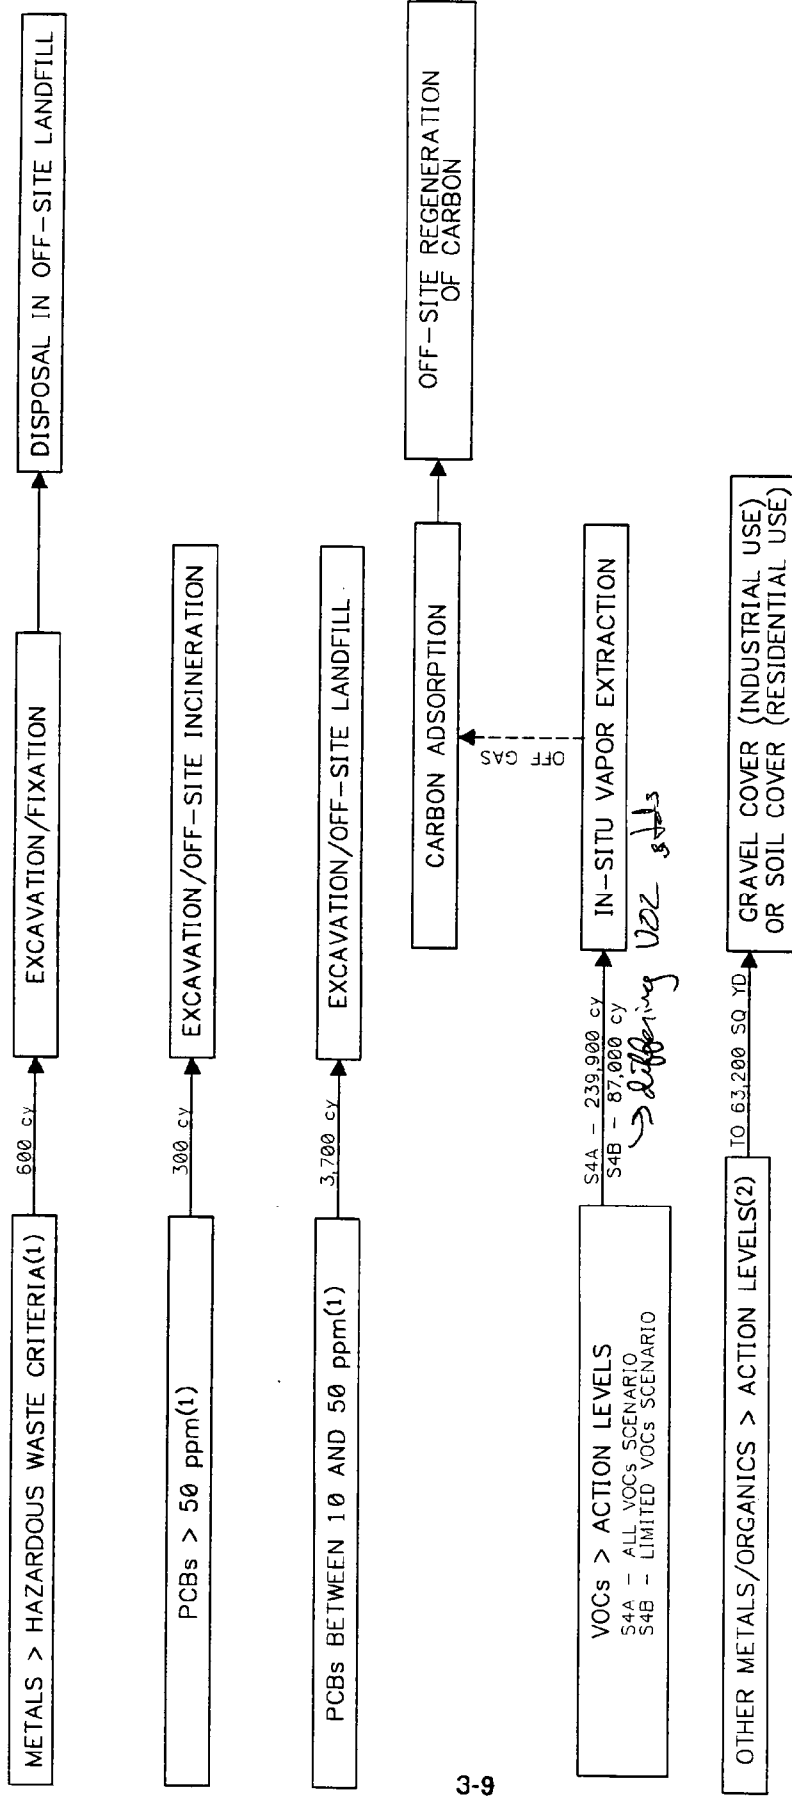 METALS > HAZARDOUS WASTE CRITERIA(1)
600 cy
EXCAVATION/FIXATION
DISPOSAL IN OFF-SITE LANDFILL
PCBs > 50 ppm(1)
300 cy
EXCAVATION/OFF-SITE INCINERATION
PCBs BETWEEN 10 AND 50 ppm(1)
3,700 cy
EXCAVATION/OFF-SITE LANDFILL
CARBON ADSORPTION
OFF-SITE REGENERATION
OF CARBON
OFF GAS
VOCs > ACTION LEVELS
S4A - ALL VOCs SCENARIO
S4B - LIMITED VOCs SCENARIO
S4A - 239,900 cy
S4B - 87,000 cy
differing VOC stds
IN-SITU VAPOR EXTRACTION
OTHER METALS/ORGANICS > ACTION LEVELS(2)
TO 63,200 SQ YD
GRAVEL COVER (INDUSTRIAL USE)
OR SOIL COVER (RESIDENTIAL USE)
3-9